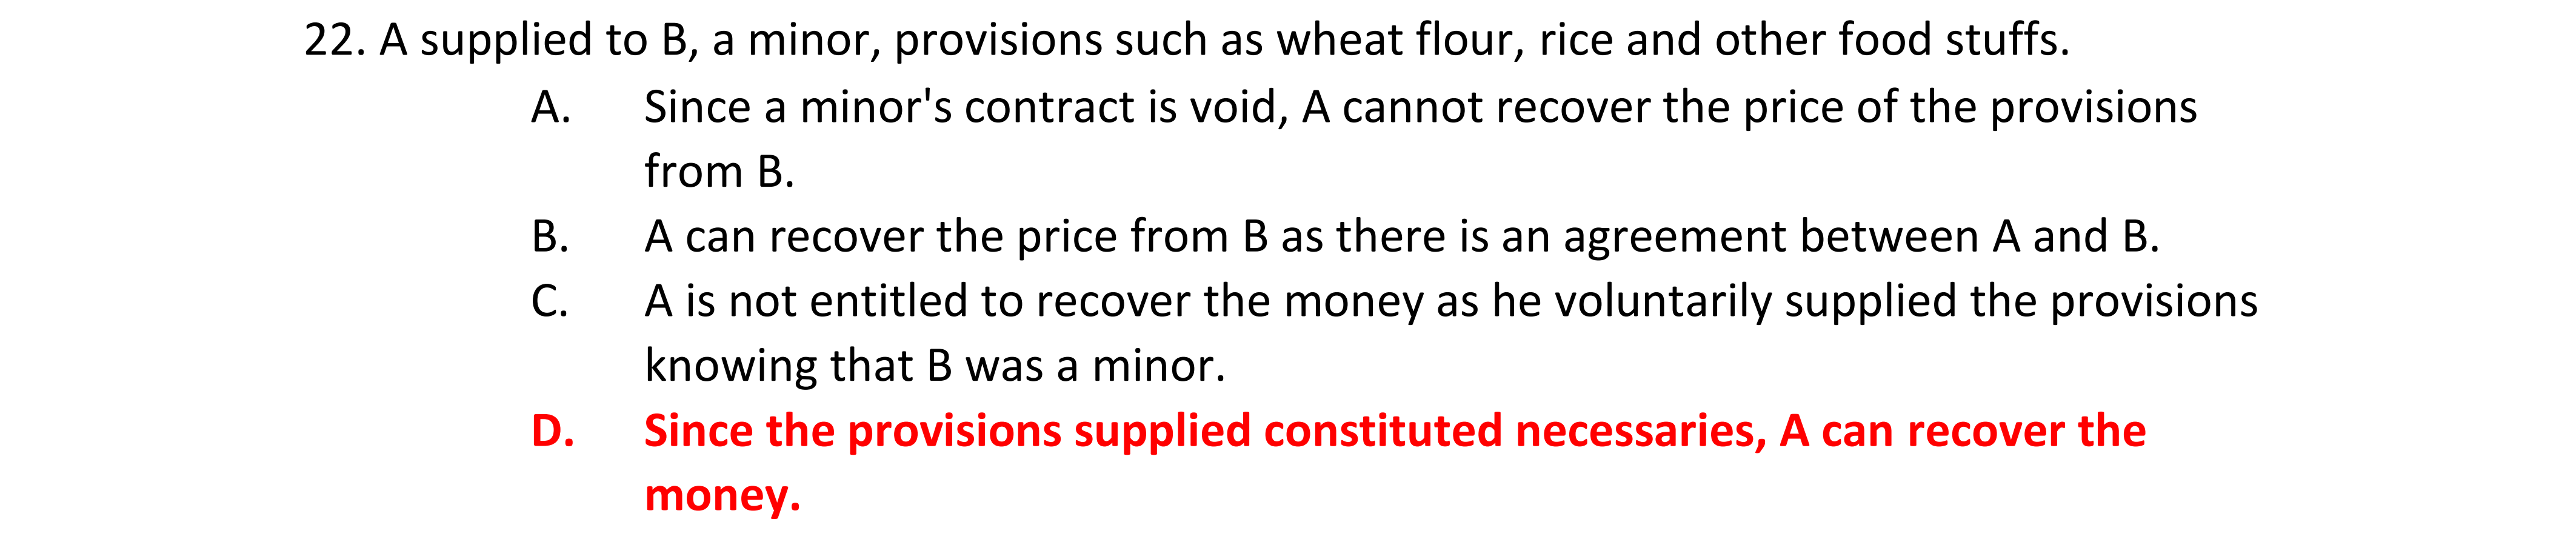 22. A supplied to B, a minor, provisions such as wheat flour, rice and other food stuffs.
A. Since a minor's contract is void, A cannot recover the price of the provisions
from B.
B. A can recover the price from B as there is an agreement between A and B.
C. A is not entitled to recover the money as he voluntarily supplied the provisions
knowing that B was a minor.
D. Since the provisions supplied constituted necessaries, A can recover the
money.